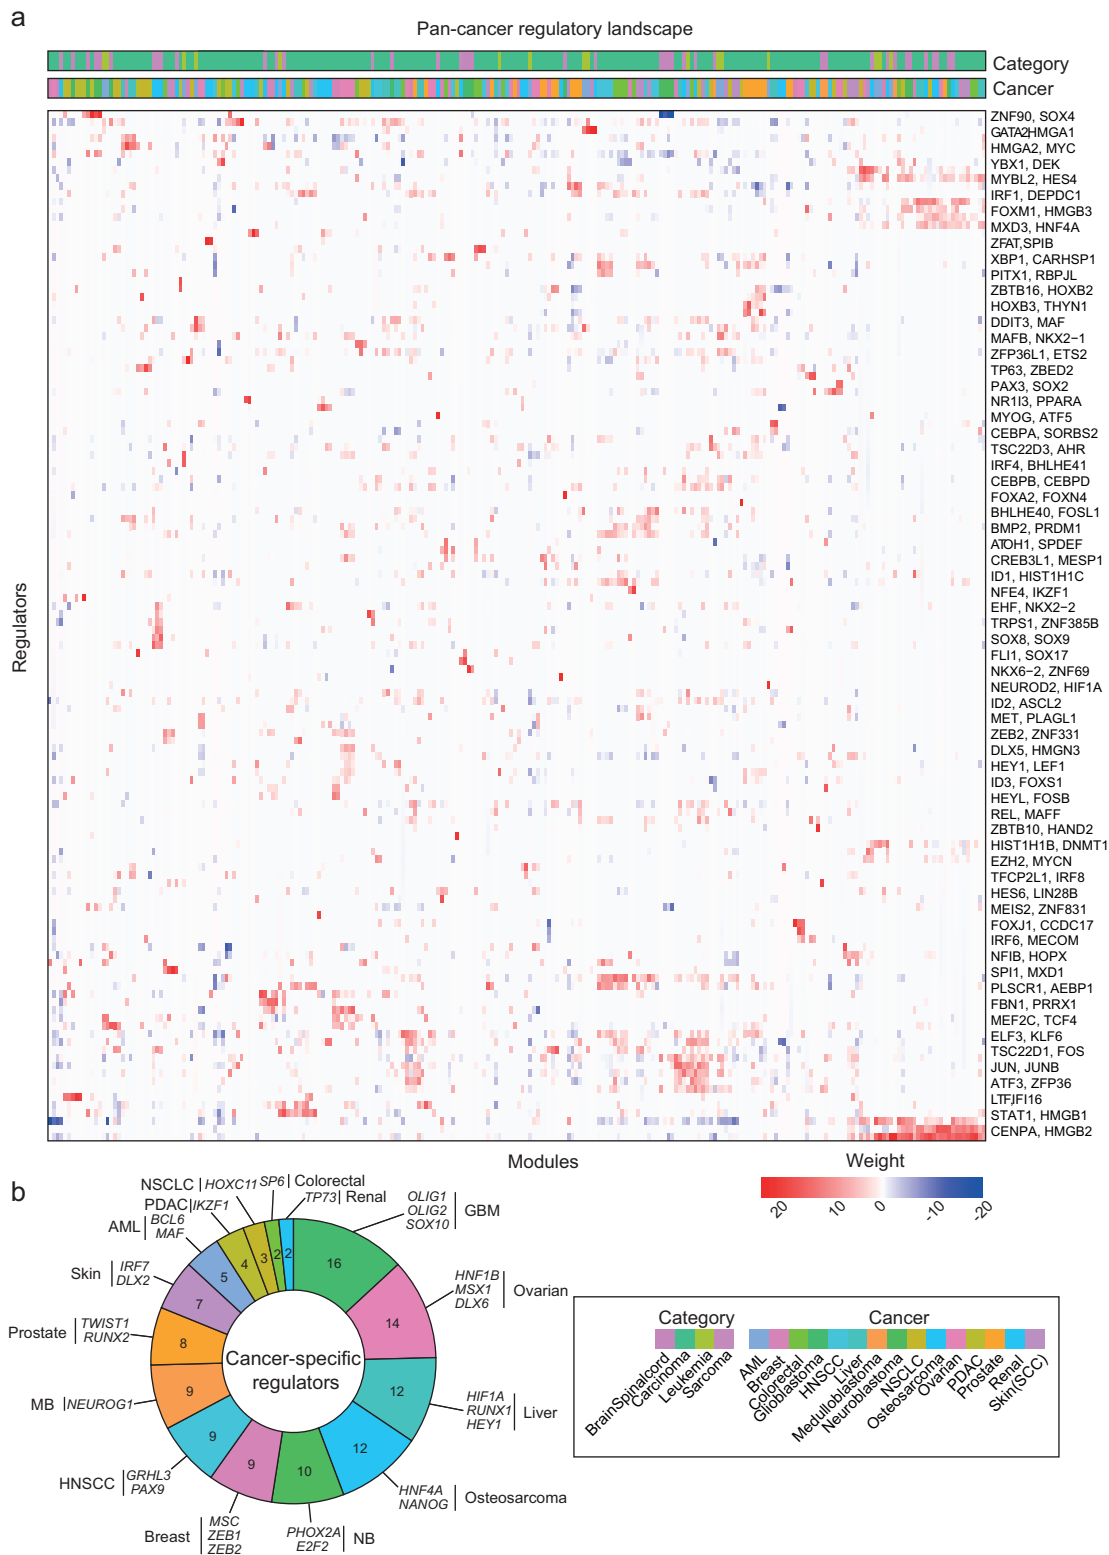 a
Pan-cancer regulatory landscape
Category
Cancer
ZNF90, SOX4
GATA2HMGA1
HMGA2, MYC
YBX1, DEK
MYBL2, HES4
IRF1, DEPDC1
FOXM1, HMGB3
MXD3, HNF4A
ZFAT,SPIB
XBP1, CARHSP1
PITX1, RBPJL
ZBTB16, HOXB2
HOXB3, THYN1
DDIT3, MAF
MAFB, NKX2−1
ZFP36L1, ETS2
TP63, ZBED2
PAX3, SOX2
NR1I3, PPARA
MYOG, ATF5
CEBPA, SORBS2
TSC22D3, AHR
IRF4, BHLHE41
CEBPB, CEBPD
FOXA2, FOXN4
BHLHE40, FOSL1
BMP2, PRDM1
ATOH1, SPDEF
CREB3L1, MESP1
ID1, HIST1H1C
NFE4, IKZF1
EHF, NKX2−2
TRPS1, ZNF385B
SOX8, SOX9
FLI1, SOX17
NKX6−2, ZNF69
NEUROD2, HIF1A
ID2, ASCL2
MET, PLAGL1
ZEB2, ZNF331
DLX5, HMGN3
HEY1, LEF1
ID3, FOXS1
HEYL, FOSB
REL, MAFF
ZBTB10, HAND2
HIST1H1B, DNMT1
EZH2, MYCN
TFCP2L1, IRF8
HES6, LIN28B
MEIS2, ZNF831
FOXJ1, CCDC17
IRF6, MECOM
NFIB, HOPX
SPI1, MXD1
PLSCR1, AEBP1
FBN1, PRRX1
MEF2C, TCF4
ELF3, KLF6
TSC22D1, FOS
JUN, JUNB
ATF3, ZFP36
LTF,IFI16
STAT1, HMGB1
CENPA, HMGB2
Regulators
Modules
Weight
20
10
0
-10
-20
b
NSCLC HOXC11
SP6 Colorectal
PDAC IKZF1
TP73 Renal
AML BCL6
MAF
Skin IRF7
DLX2
Prostate TWIST1
RUNX2
MB NEUROG1
HNSCC GRHL3
PAX9
Breast MSC
ZEB1
ZEB2
PHOX2A NB
E2F2
HNF4A Osteosarcoma
NANOG
HIF1A
RUNX1 Liver
HEY1
HNF1B
MSX1 Ovarian
DLX6
OLIG1
OLIG2 GBM
SOX10
16
14
12
12
10
9
9
9
8
7
5
4
3
2
2
Cancer-specific
regulators
Category
BrainSpinalcord
Carcinoma
Leukemia
Sarcoma
Cancer
AML
Breast
Colorectal
Glioblastoma
HNSCC
Liver
Medulloblastoma
Neuroblastoma
NSCLC
Osteosarcoma
Ovarian
PDAC
Prostate
Renal
Skin(SCC)